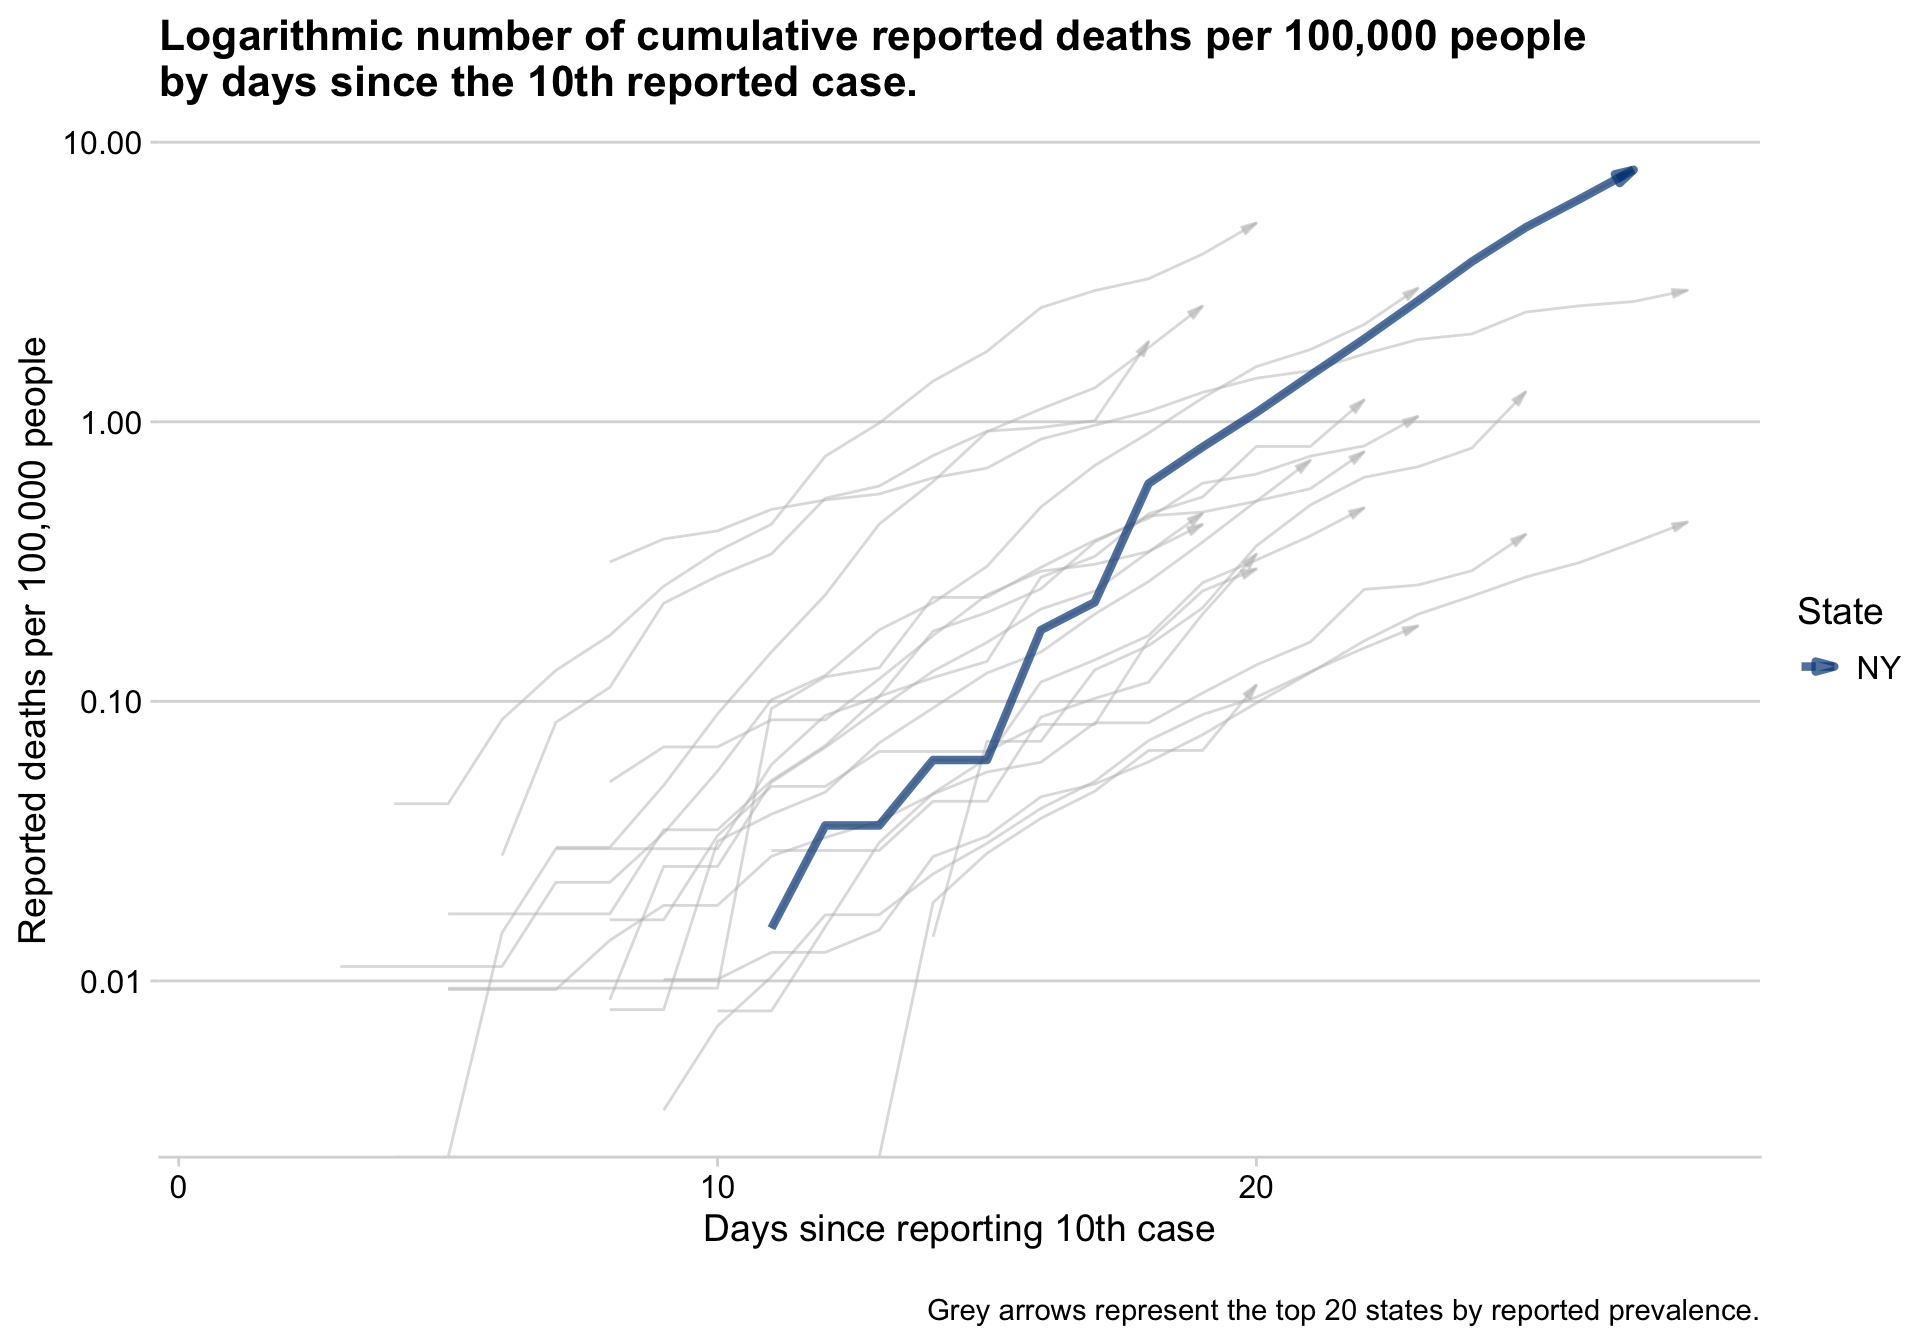 Logarithmic number of cumulative reported deaths per 100,000 people
by days since the 10th reported case.
Reported deaths per 100,000 people
10.00
1.00
0.10
0.01
0
10
20
Days since reporting 10th case
State
NY
Grey arrows represent the top 20 states by reported prevalence.